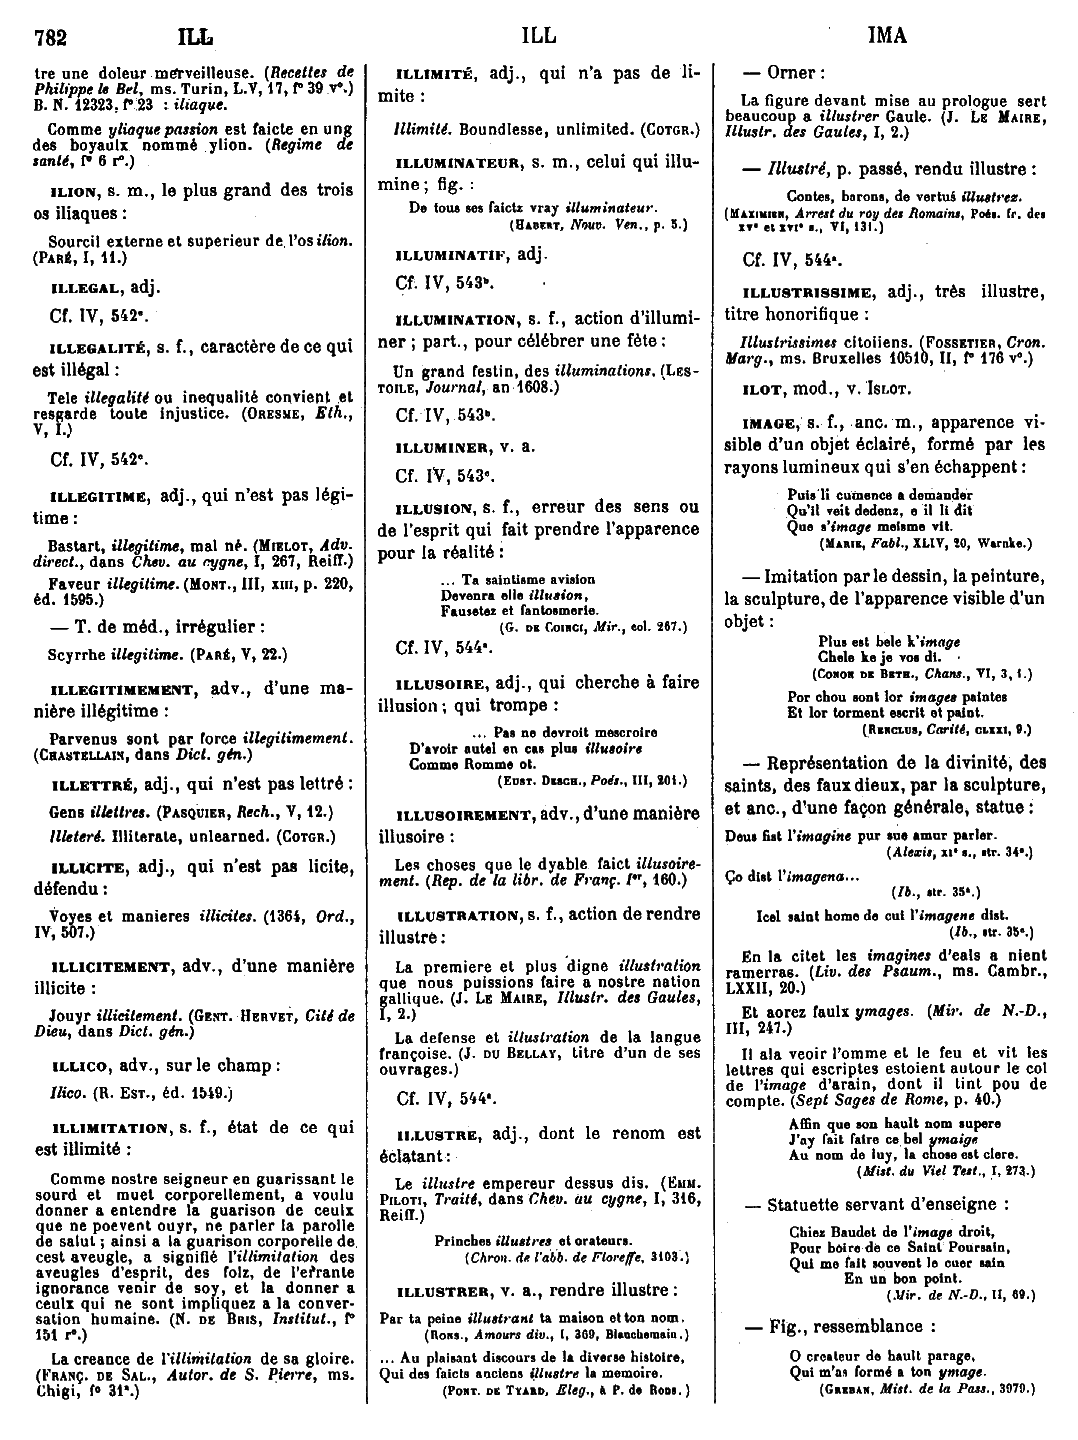 782 ILL ILL IMA
tre une doleur merveilleuse. (Recettes de
Philippe le Bel, ms. Turin, L.V, 17, fº 39 vº.)
B. N. 12323, fº 23 : iliaque.
Comme yliaque passion est faicte en ung
des boyaulx nommé ylion. (Regime de
santé, fº 6 rº.)
ILION, s. m., le plus grand des trois
os iliaques :
Sourcil externe et superieur de l'os ilion.
(PARÉ, I, 11.)
ILLEGAL, adj.
Cf. IV, 542ᵃ.
ILLEGALITÉ, s. f., caractère de ce qui
est illégal :
Tele illegalité ou inequalité convient et
resgarde toute injustice. (ORESME, Eth.,
V, I.)
Cf. IV, 542ᵃ.
ILLEGITIME, adj., qui n'est pas légi-
time :
Bastart, illegitime, mal né. (MIELOT, Adv.
direct., dans Chev. au cygne, I, 267, Reiff.)
Faveur illegitime. (MONT., III, XIII, p. 220,
éd. 1595.)
— T. de méd., irrégulier :
Scyrrhe illegitime. (PARÉ, V, 22.)
ILLEGITIMEMENT, adv., d'une ma-
nière illégitime :
Parvenus sont par force illegitimement.
(CHASTELLAIN, dans Dict. gén.)
ILLETTRÉ, adj., qui n'est pas lettré :
Gens illettres. (PASQUIER, Rech., V, 12.)
Illeteré. Illiterate, unlearned. (COTGR.)
ILLICITE, adj., qui n'est pas licite,
défendu :
Voyes et manieres illicites. (1364, Ord.,
IV, 507.)
ILLICITEMENT, adv., d'une manière
illicite :
Jouyr illicitement. (GENT. HERVET, Cité de
Dieu, dans Dict. gén.)
ILLICO, adv., sur le champ :
Ilico. (R. EST., éd. 1549.)
ILLIMITATION, s. f., état de ce qui
est illimité :
Comme nostre seigneur en guarissant le
sourd et muet corporellement, a voulu
donner a entendre la guarison de ceulx
que ne poevent ouyr, ne parler la parolle
de salut ; ainsi a la guarison corporelle de
cest aveugle, a signifié l'illimitation des
aveugles d'esprit, des folz, de l'errante
ignorance venir de soy, et la donner a
ceulx qui ne sont impliquez a la conver-
sation humaine. (N. DE BRIS, Institut., fº
151 rº.)
La creance de l'illimitation de sa gloire.
(FRANÇ. DE SAL., Autor. de S. Pierre, ms.
Chigi, fº 31ᵃ.)
ILLIMITÉ, adj., qui n'a pas de li-
mite :
Illimité. Boundlesse, unlimited. (COTGR.)
ILLUMINATEUR, s. m., celui qui illu-
mine ; fig. :
De tous ses faictz vray illuminateur.
(HABERT, Nouv. Ven., p. 5.)
ILLUMINATIF, adj.
Cf. IV, 543ᵇ.
ILLUMINATION, s. f., action d'illumi-
ner ; part., pour célébrer une fête :
Un grand festin, des illuminations. (LES-
TOILE, Journal, an 1608.)
Cf. IV, 543ᵇ.
ILLUMINER, v. a.
Cf. IV, 543ᶜ.
ILLUSION, s. f., erreur des sens ou
de l'esprit qui fait prendre l'apparence
pour la réalité :
... Ta saintisme avision
Devenra elle illusion,
Fausetez et fantosmerie.
(G. DE COINCI, Mir., col. 267.)
Cf. IV, 544ᵃ.
ILLUSOIRE, adj., qui cherche à faire
illusion ; qui trompe :
... Pas ne devroit mescroire
D'avoir autel en cas plus illusoire
Comme Romme ot.
(EUST. DESCH., Poés., III, 201.)
ILLUSOIREMENT, adv., d'une manière
illusoire :
Les choses que le dyable faict illusoire-
ment. (Rep. de la libr. de Franç. Iᵉʳ, 160.)
ILLUSTRATION, s. f., action de rendre
illustre :
La premiere et plus digne illustration
que nous puissions faire a nostre nation
gallique. (J. LE MAIRE, Illustr. des Gaules,
I, 2.)
La defense et illustration de la langue
françoise. (J. DU BELLAY, titre d'un de ses
ouvrages.)
Cf. IV, 544ᵃ.
ILLUSTRE, adj., dont le renom est
éclatant :
Le illustre empereur dessus dis. (EMM.
PILOTI, Traité, dans Chev. au cygne, I, 316,
Reiff.)
Prinches illustres et orateurs.
(Chron. de l'abb. de Floreffe, 3103.)
ILLUSTRER, v. a., rendre illustre :
Par ta peine illustrant ta maison et ton nom.
(RONS., Amours div., I, 369, Blanchemain.)
... Au plaisant discours de la diverse histoire,
Qui des faicts anciens illustre la memoire.
(PONT. DE TYARD, Eleg., à P. de Rons.)
— Orner :
La figure devant mise au prologue sert
beaucoup a illustrer Gaule. (J. LE MAIRE,
Illustr. des Gaules, I, 2.)
— Illustré, p. passé, rendu illustre :
Contes, barons, de vertus illustrez.
(MAXIMIEN, Arrest du roy des Romains, Poés. fr. des
XVᵉ et XVIᵉ s., VI, 131.)
Cf. IV, 544ᵃ.
ILLUSTRISSIME, adj., très illustre,
titre honorifique :
Illustrissimes citoiiens. (FOSSETIER, Cron.
Marg., ms. Bruxelles 10510, II, fº 176 vº.)
ILOT, mod., v. ISLOT.
IMAGE, s. f., anc. m., apparence vi-
sible d'un objet éclairé, formé par les
rayons lumineux qui s'en échappent :
Puis li cumence a demander
Qu'il veit dedenz, e il li dit
Que s'image meisme vit.
(MARIE, Fabl., XLIV, 20, Warnke.)
— Imitation par le dessin, la peinture,
la sculpture, de l'apparence visible d'un
objet :
Plus est bele k'image
Chele ke je vos di.
(CONON DE BETH., Chans., VI, 3, 1.)
Por chou sont lor images paintes
Et lor torment escrit et paint.
(RENCLUS, Carité, CLXXI, 9.)
— Représentation de la divinité, des
saints, des faux dieux, par la sculpture,
et anc., d'une façon générale, statue :
Deus fist l'imagine pur sue amur parler.
(Alexis, XIᵉ s., str. 34ᵉ.)
Ço dist l'imagena...
(Ib., str. 35ᵃ.)
Icel saint home de cui l'imagene dist.
(Ib., str. 35ᵉ.)
En la citet les imagines d'eals a nient
ramerras. (Liv. des Psaum., ms. Cambr.,
LXXII, 20.)
Et aorez faulx ymages. (Mir. de N.-D.,
III, 247.)
Il ala veoir l'omme et le feu et vit les
lettres qui escriptes estoient autour le col
de l'image d'arain, dont il tint pou de
compte. (Sept Sages de Rome, p. 40.)
Affin que son hault nom supere
J'ay fait faire ce bel ymaige
Au nom de luy, la chose est clere.
(Mist. du Viel Test., I, 273.)
— Statuette servant d'enseigne :
Chiez Baudet de l'image droit,
Pour boire de ce Saint Poursain,
Qui me fait souvent le cuer sain
En un bon point.
(Mir. de N.-D., II, 69.)
— Fig., ressemblance :
O createur de hault parage,
Qui m'as formé a ton ymage.
(GREBAN, Mist. de la Pass., 3979.)